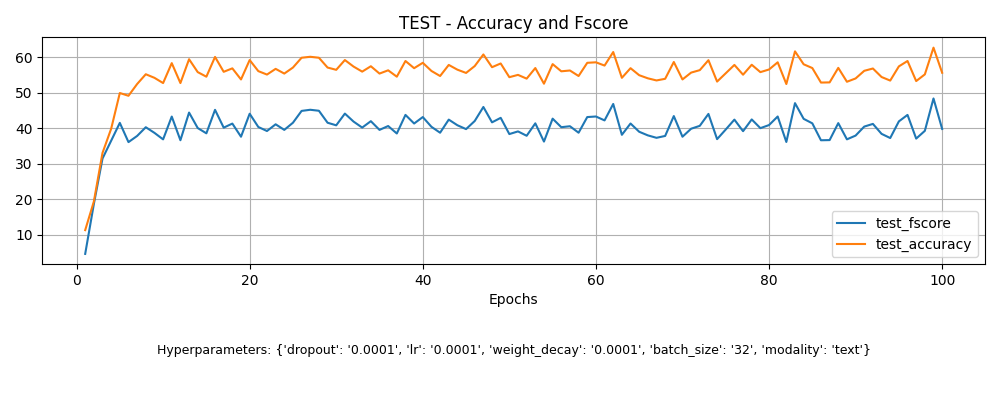 TEST - Accuracy and Fscore
60
50
40
30
20
10
test_fscore
test_accuracy
0 20 40 60 80 100
Epochs
Hyperparameters: {'dropout': '0.0001', 'lr': '0.0001', 'weight_decay': '0.0001', 'batch_size': '32', 'modality': 'text'}